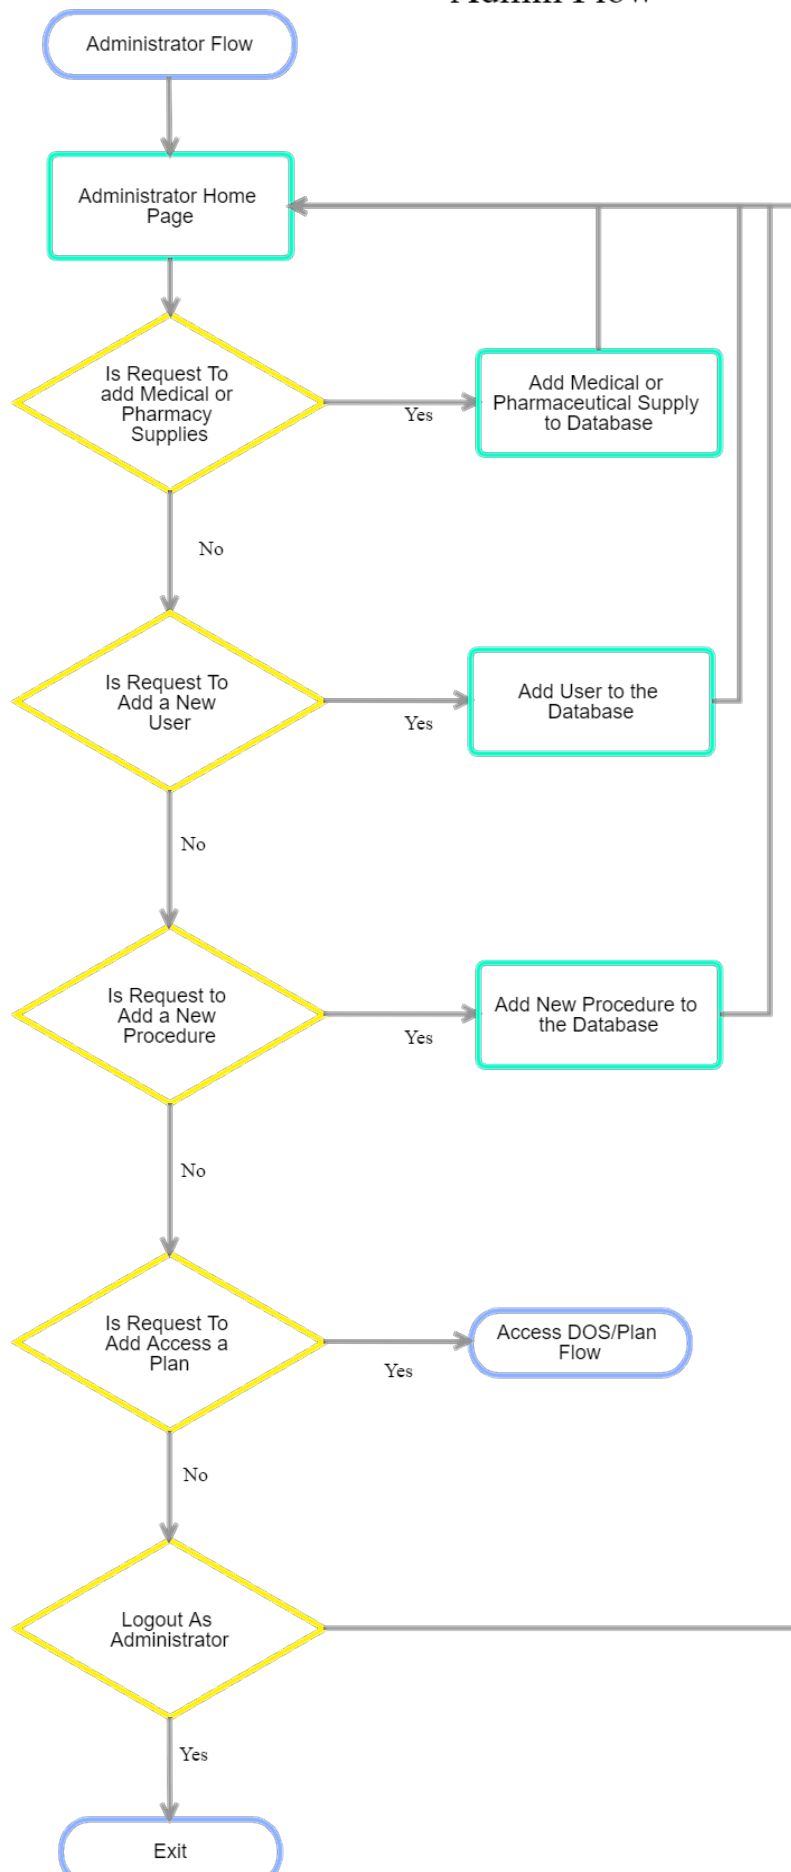 Admin Flow
Administrator Flow
Administrator Home
Page
Is Request To
add Medical or
Pharmacy
Supplies
Yes
Add Medical or
Pharmaceutical Supply
to Database
No
Is Request To
Add a New
User
Yes
Add User to the
Database
No
Is Request to
Add a New
Procedure
Yes
Add New Procedure to
the Database
No
Is Request To
Add Access a
Plan
Yes
Access DOS/Plan
Flow
No
Logout As
Administrator
Yes
Exit